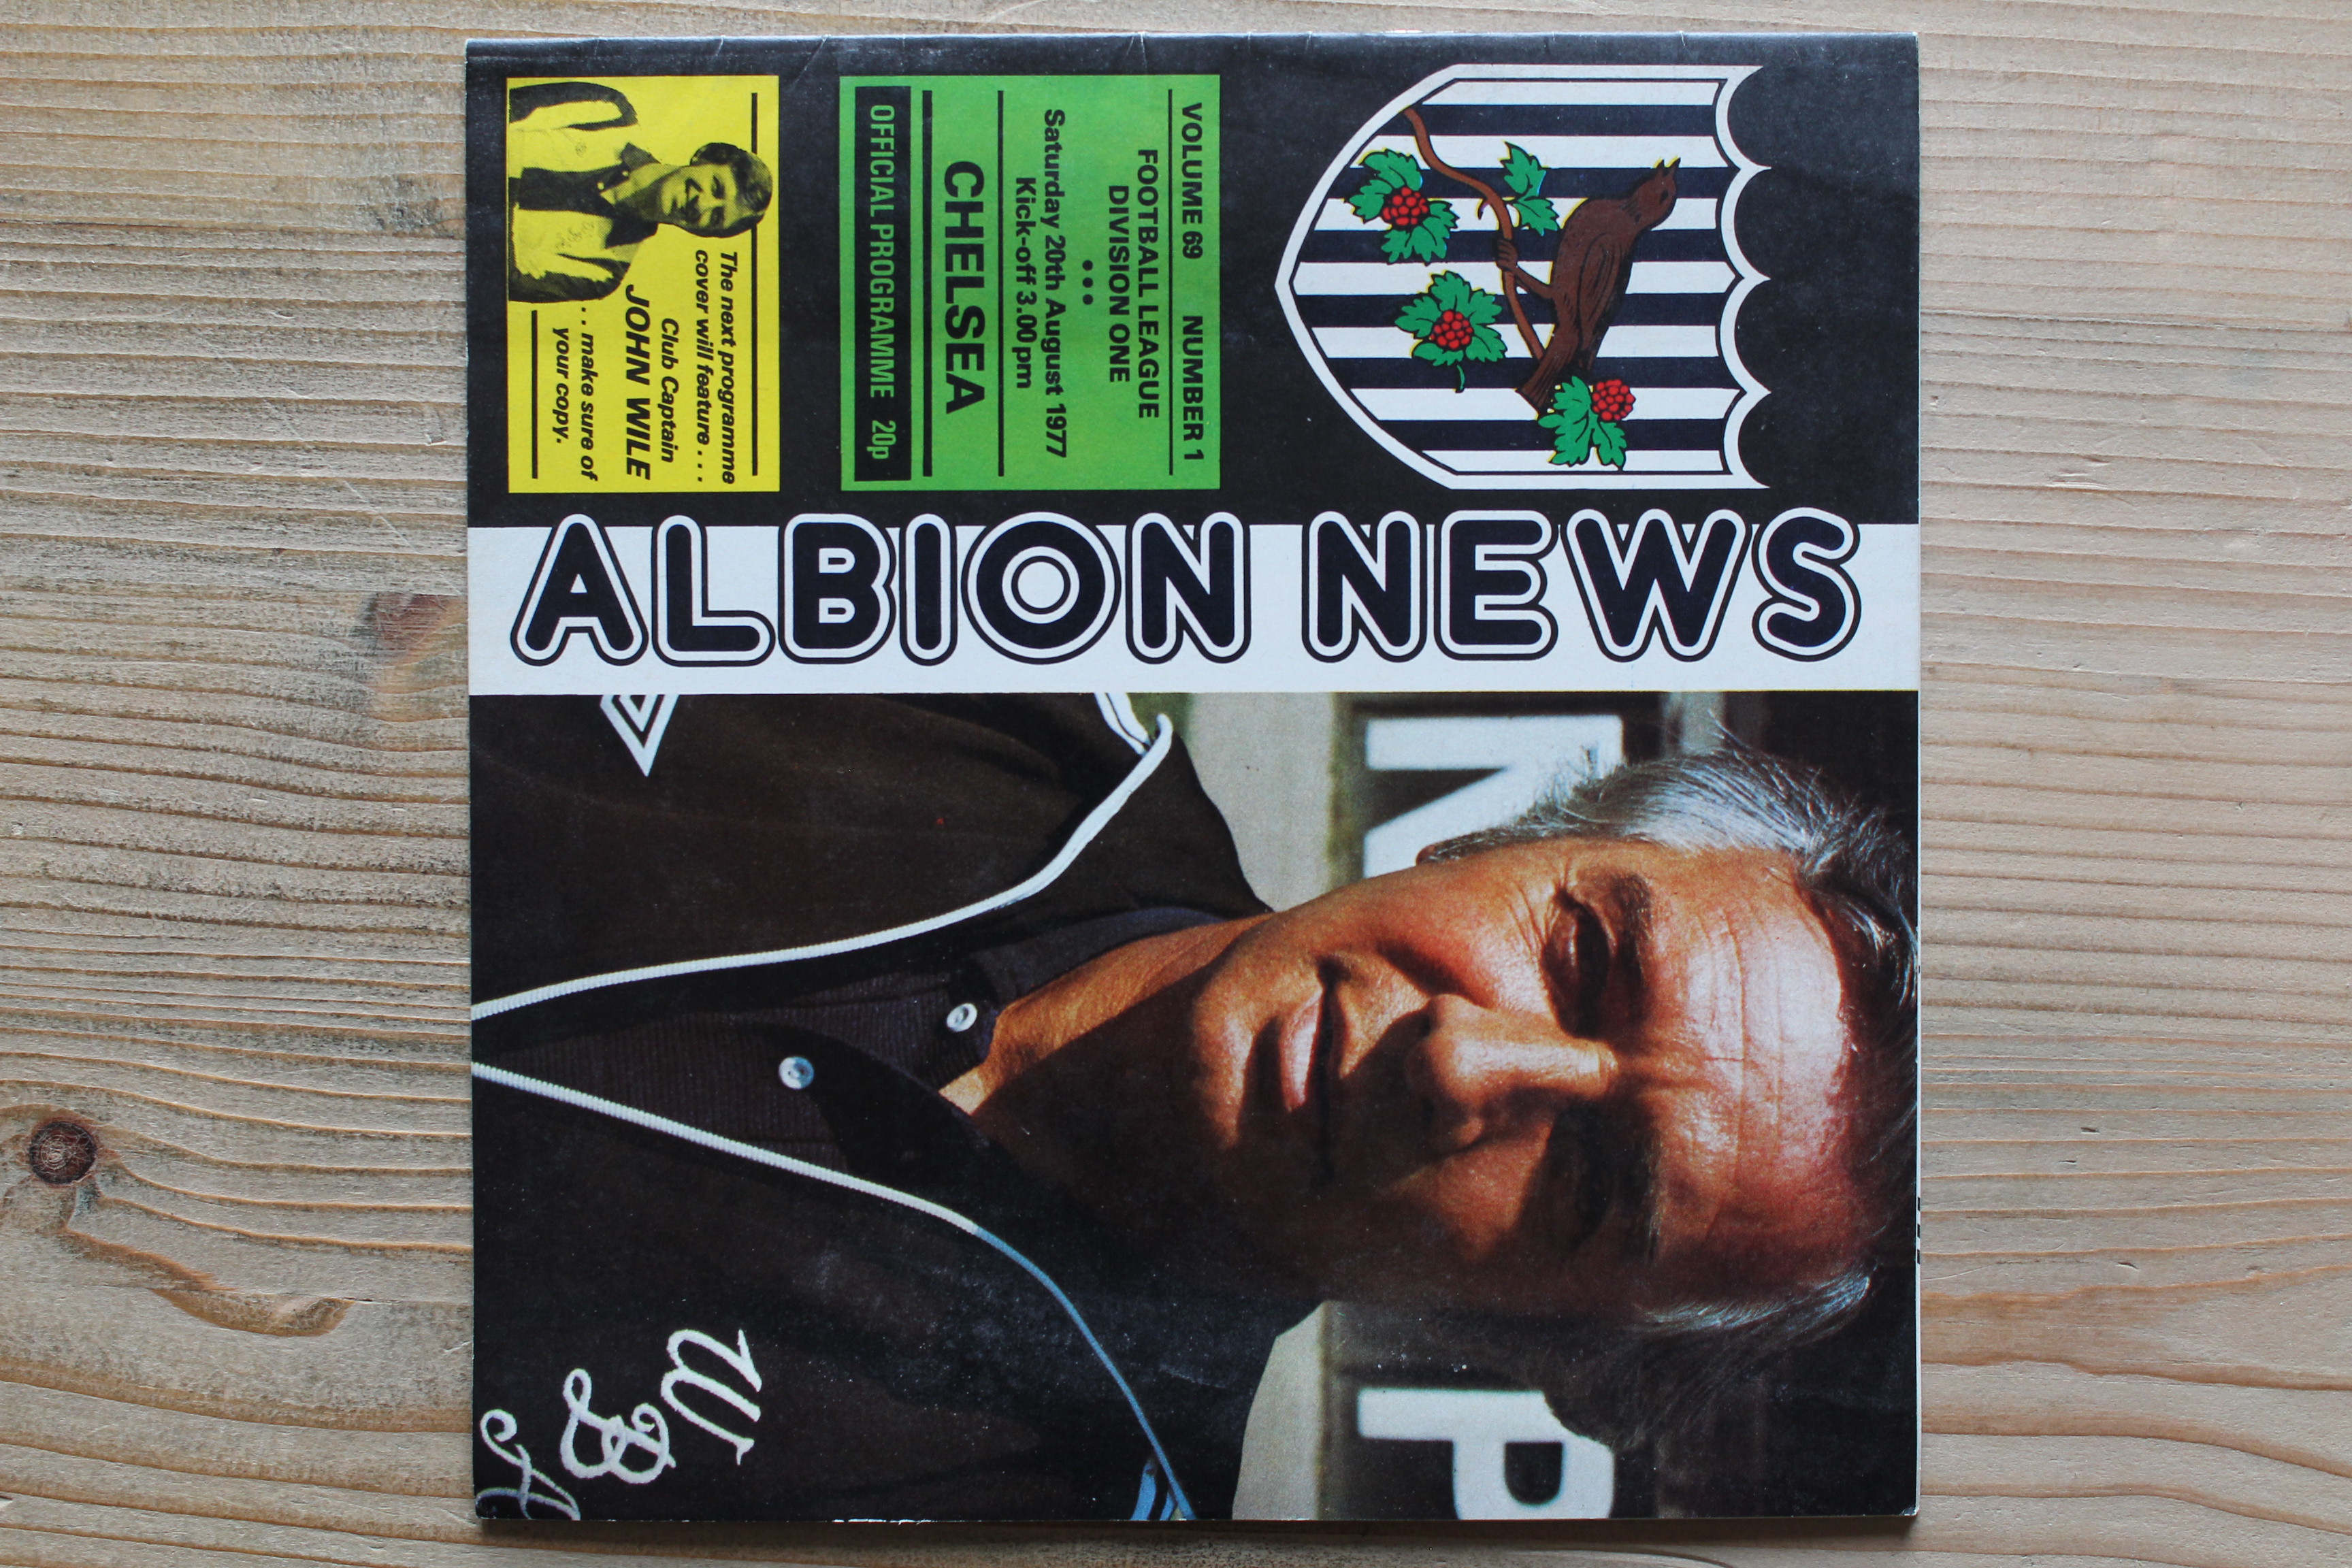 VOLUME 69 NUMBER 1
FOOTBALL LEAGUE
DIVISION ONE
•••
Saturday 20th August 1977
Kick-off 3.00pm
CHELSEA
OFFICIAL PROGRAMME 20p
The next programme
cover will feature...
Club Captain
JOHN WILE
...make sure of
your copy.
ALBION NEWS
N
P
W
B
A